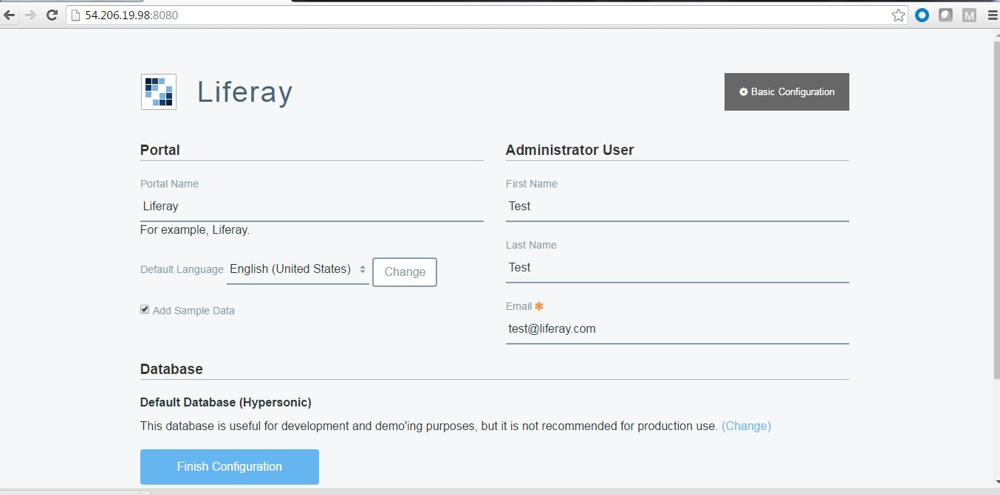 54.206.19.98:8080
M
Liferay
Basic Configuration
Portal
Portal Name
Liferay
For example, Liferay.
Default Language English (United States) Change
Add Sample Data
Administrator User
First Name
Test
Last Name
Test
Email *
test@liferay.com
Database
Default Database (Hypersonic)
This database is useful for development and demo'ing purposes, but it is not recommended for production use. (Change)
Finish Configuration